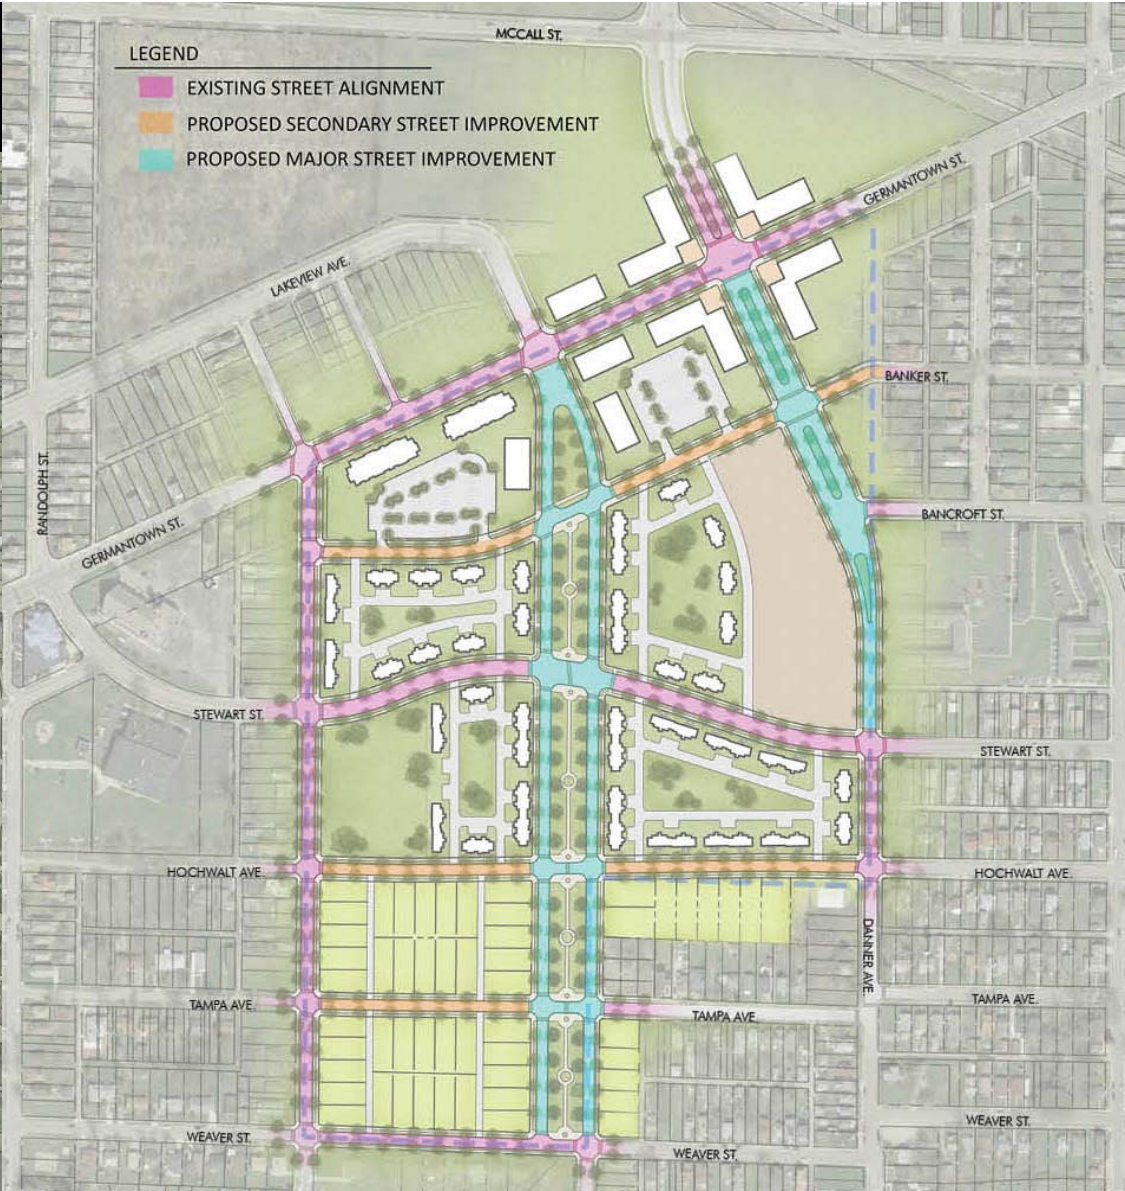 MCCALL ST.
LEGEND
EXISTING STREET ALIGNMENT
PROPOSED SECONDARY STREET IMPROVEMENT
PROPOSED MAJOR STREET IMPROVEMENT
GERMANTOWN ST.
LAKEVIEW AVE.
BANKER ST.
RANDOLPH ST.
BANCROFT ST.
GERMANTOWN ST.
STEWART ST.
STEWART ST.
HOCHWALT AVE.
HOCHWALT AVE.
DANNER AVE.
TAMPA AVE.
TAMPA AVE.
TAMPA AVE.
WEAVER ST.
WEAVER ST.
WEAVER ST.